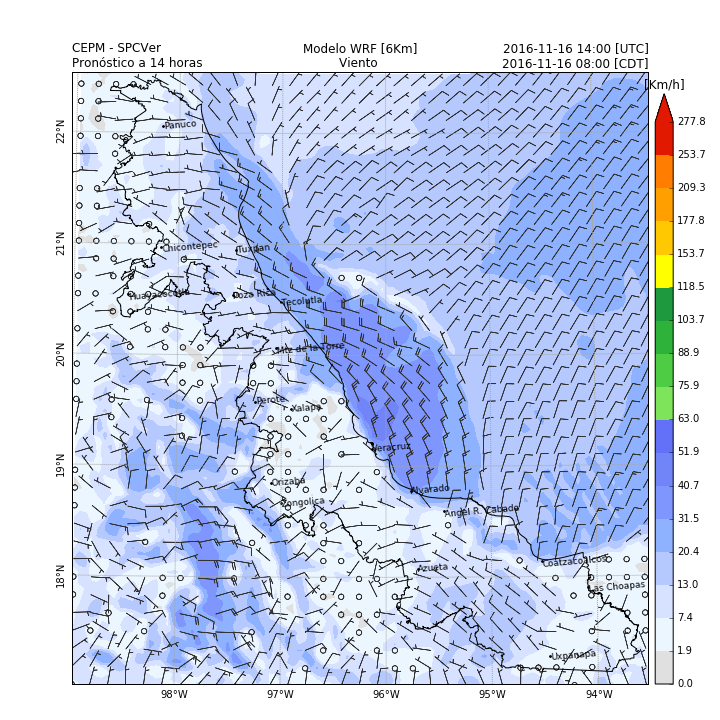 CEPM - SPCVer Modelo WRF [6Km] 2016-11-16 14:00 [UTC]
Pronóstico a 14 horas Viento 2016-11-16 08:00 [CDT]
[Km/h]
277.8
253.7
209.3
177.8
153.7
118.5
103.7
88.9
75.9
63.0
51.9
40.7
31.5
20.4
13.0
7.4
1.9
0.0
22°N
21°N
20°N
19°N
18°N
Panuco
Chicontepec
Tuxpan
Huayacocotla
Poza Rica
Tecolutla
Mtz de la Torre
Perote
Xalapa
Veracruz
Orizaba
Zongolica
Alvarado
Angel R. Cabada
Azueta
Coatzacoalcos
Las Choapas
Uxpanapa
98°W 97°W 96°W 95°W 94°W